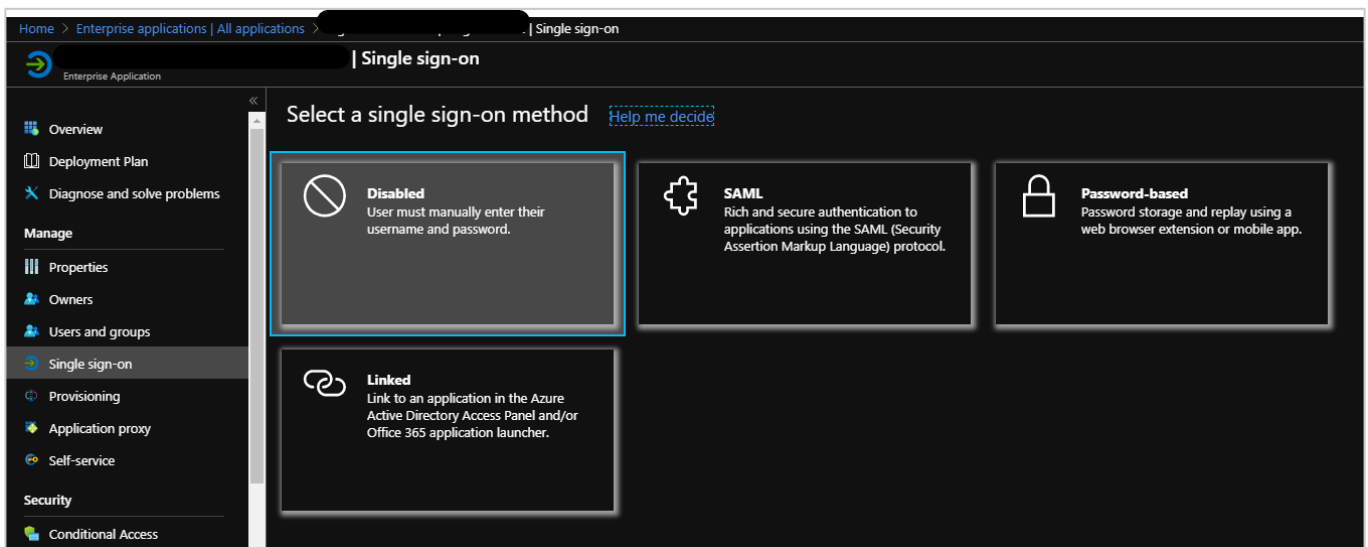 Home > Enterprise applications | All applications > | Single sign-on
| Single sign-on
Enterprise Application
«
Overview
Deployment Plan
Diagnose and solve problems
Manage
Properties
Owners
Users and groups
Single sign-on
Provisioning
Application proxy
Self-service
Security
Conditional Access
Select a single sign-on method Help me decide
Disabled
User must manually enter their
username and password.
SAML
Rich and secure authentication to
applications using the SAML (Security
Assertion Markup Language) protocol.
Password-based
Password storage and replay using a
web browser extension or mobile app.
Linked
Link to an application in the Azure
Active Directory Access Panel and/or
Office 365 application launcher.